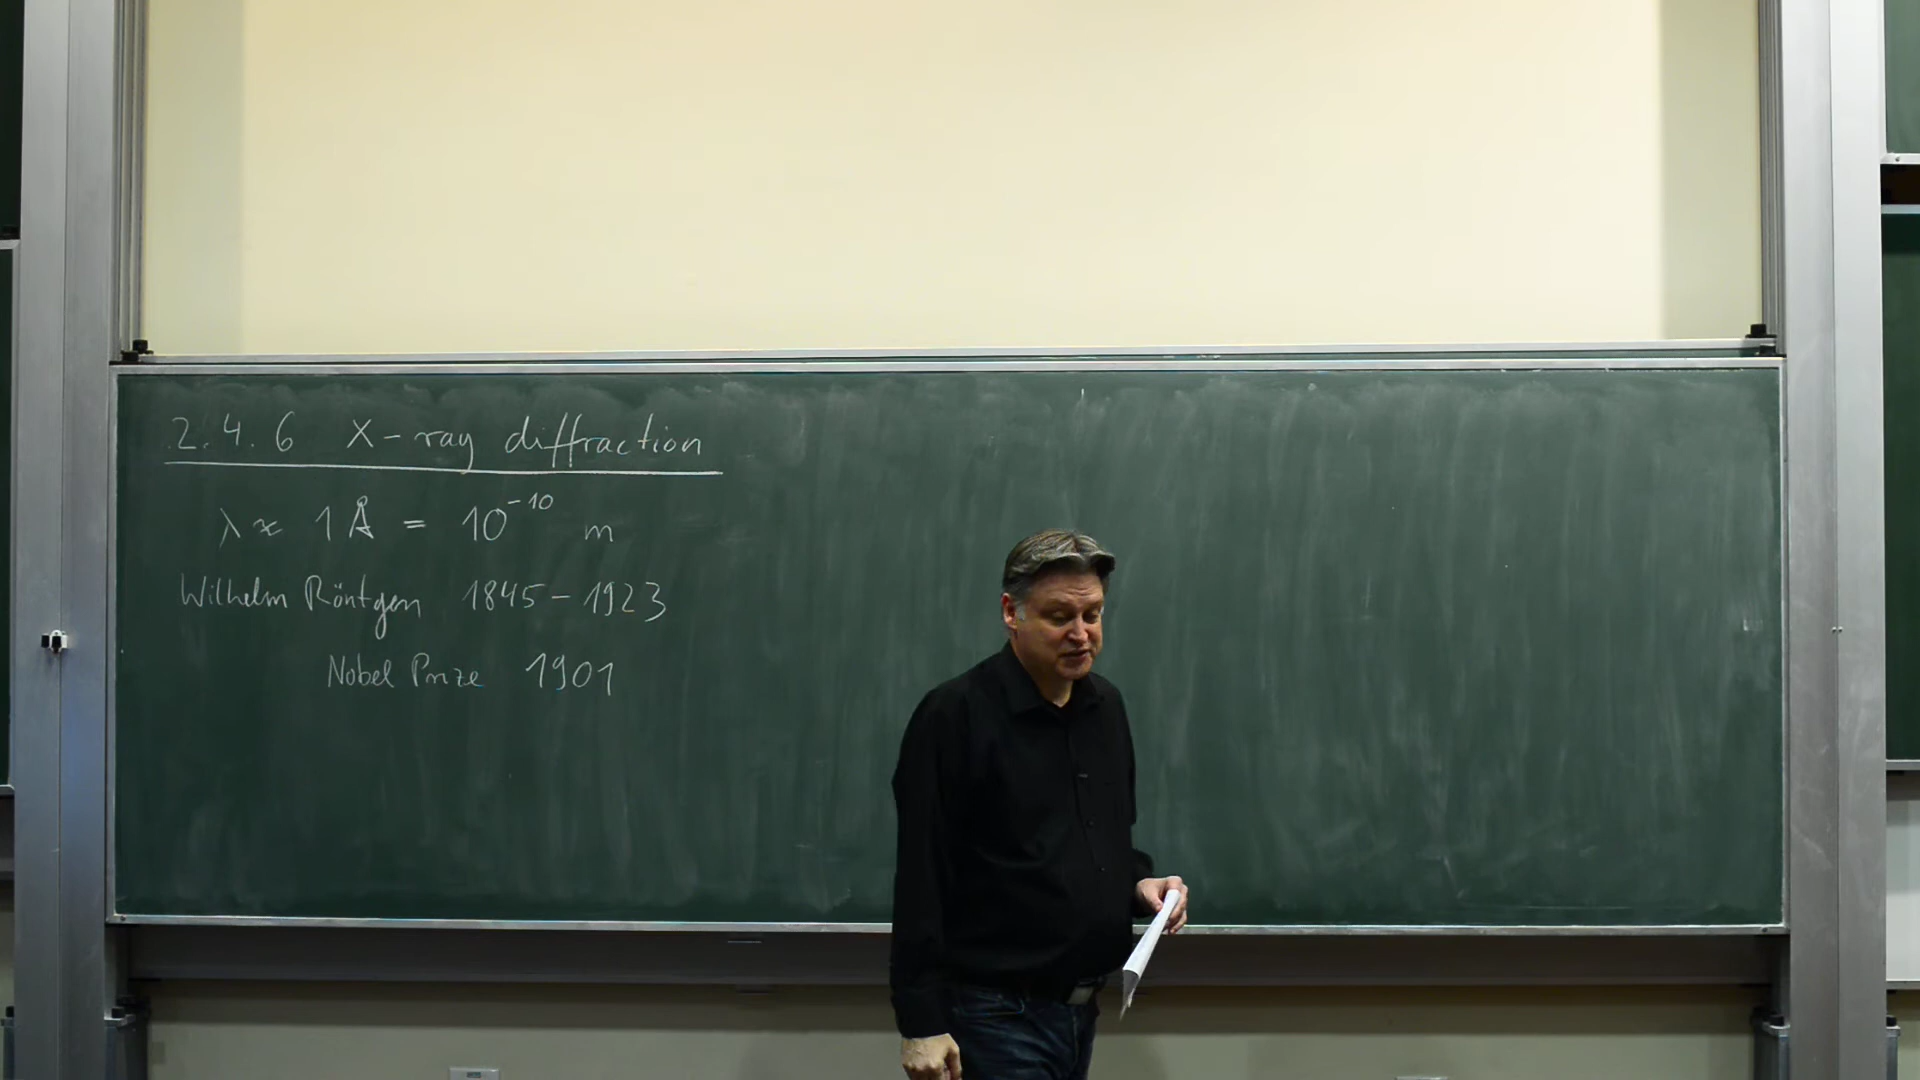 2.4.6 X-ray diffraction
λ ≈ 1 Å = 10⁻¹⁰ m
Wilhelm Röntgen 1845 – 1923
Nobel Prize 1901